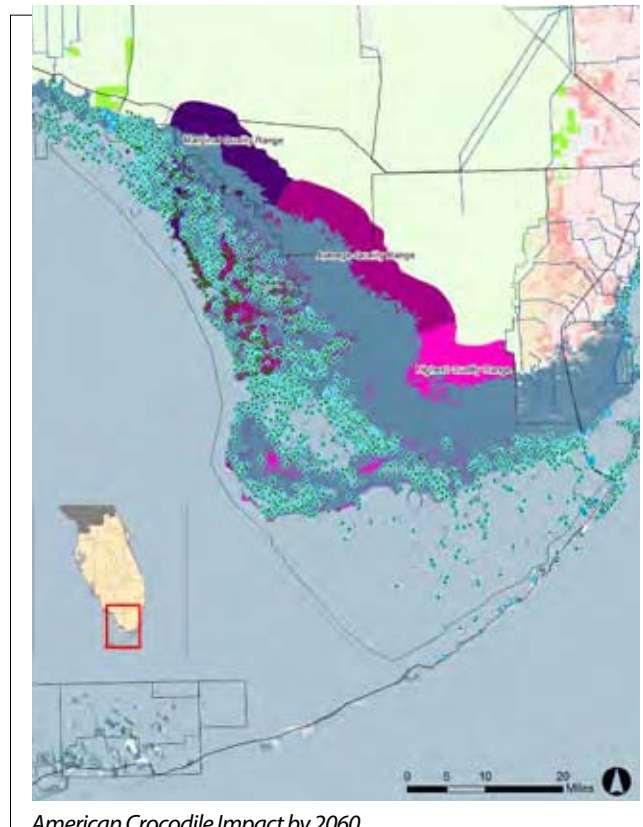 Marginal Quality Range
Average Quality Range
Highest Quality Range
0 5 10 20
Miles
American Crocodile Impact by 2060